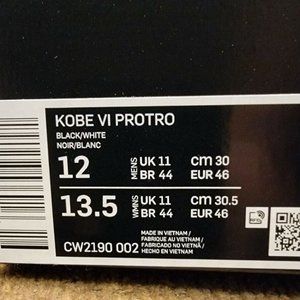 KOBE VI PROTRO
BLACK/WHITE
NOIR/BLANC
12 MENS UK 11 cm 30
BR 44 EUR 46
13.5 WMNS UK 11 cm 30.5
BR 44 EUR 46
CW2190 002
MADE IN VIETNAM /
FABRIQUÉ AU VIETNAM /
FABRICADO NO VIETNÃ /
HECHO EN VIETNAM